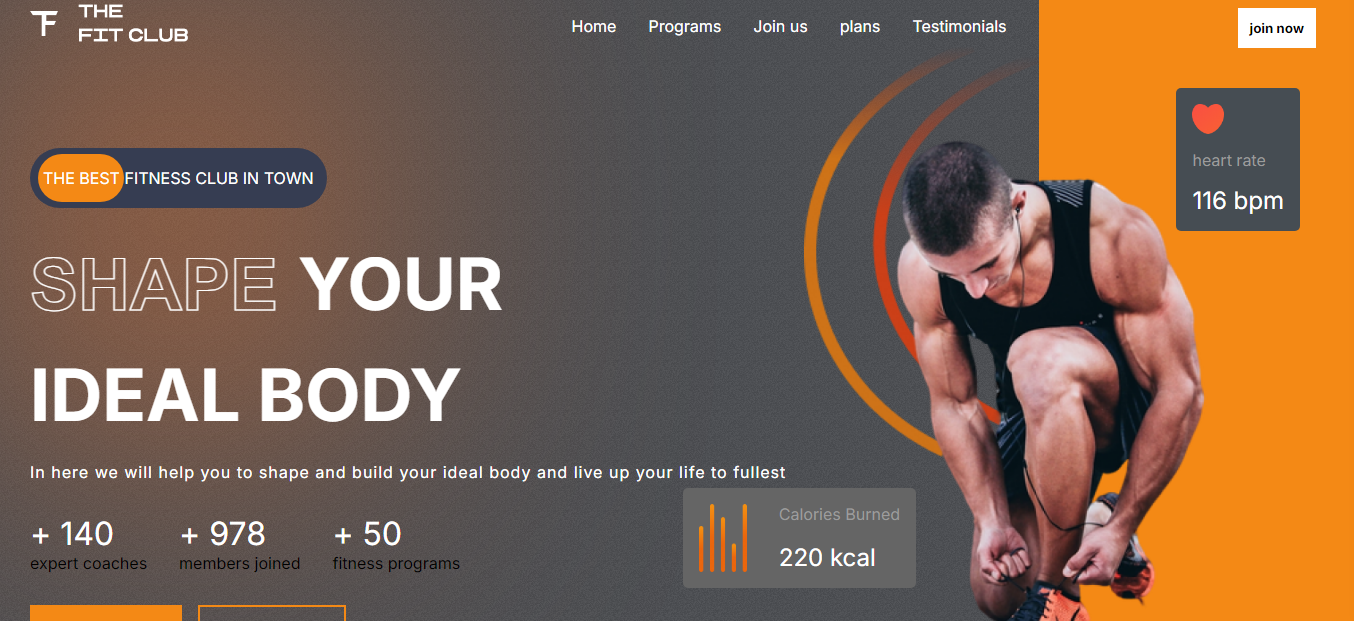 THE
FIT CLUB
Home Programs Join us plans Testimonials
join now
heart rate
116 bpm
THE BEST FITNESS CLUB IN TOWN
SHAPE YOUR
IDEAL BODY
In here we will help you to shape and build your ideal body and live up your life to fullest
+ 140 + 978 + 50
expert coaches members joined fitness programs
Calories Burned
220 kcal